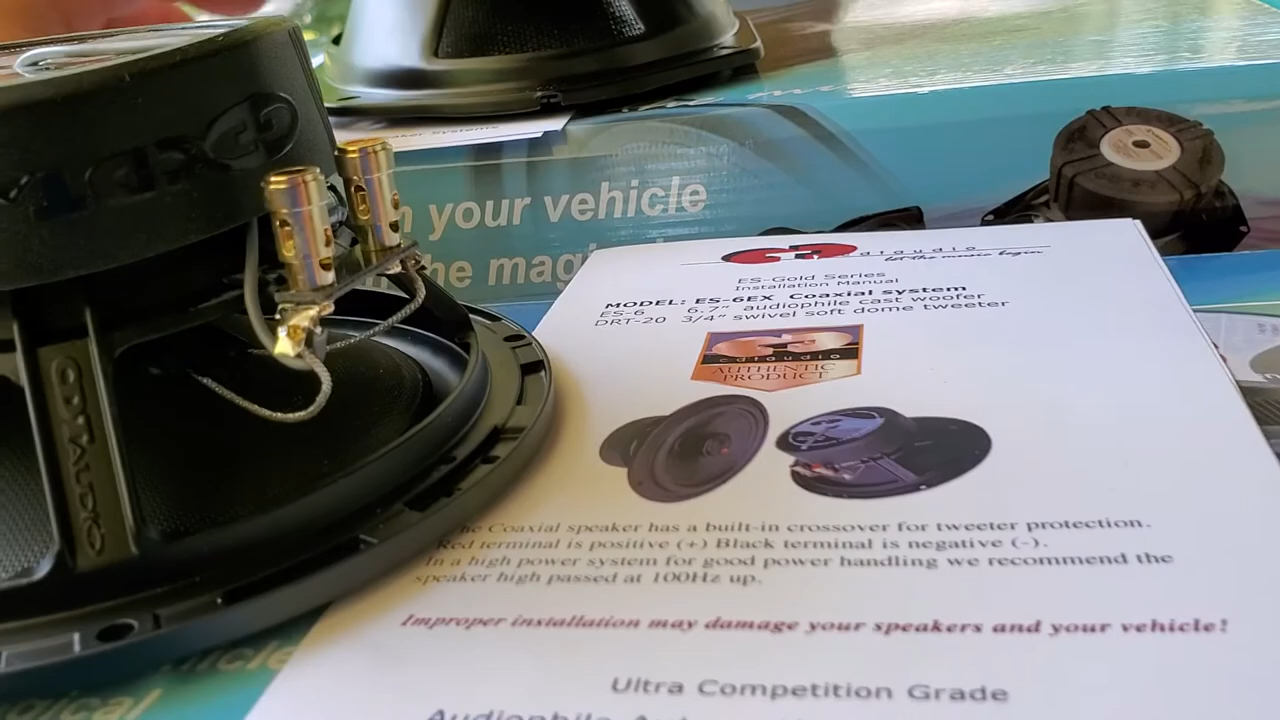 CDT AUDIO
CDTAUDIO
your vehicle
the
cdtaudio
let the music begin
ES-Gold Series
Installation Manual
MODEL: ES-6EX Coaxial system
ES-6 6.7" audiophile cast woofer
DRT-20 3/4" swivel soft dome tweeter
cdtaudio
AUTHENTIC
PRODUCT
Coaxial speaker has a built-in crossover for tweeter protection.
Red terminal is positive (+) Black terminal is negative (-).
In a high power system for good power handling we recommend the
speaker high passed at 100Hz up.
Improper installation may damage your speakers and your vehicle!
Ultra Competition Grade
Audiophile